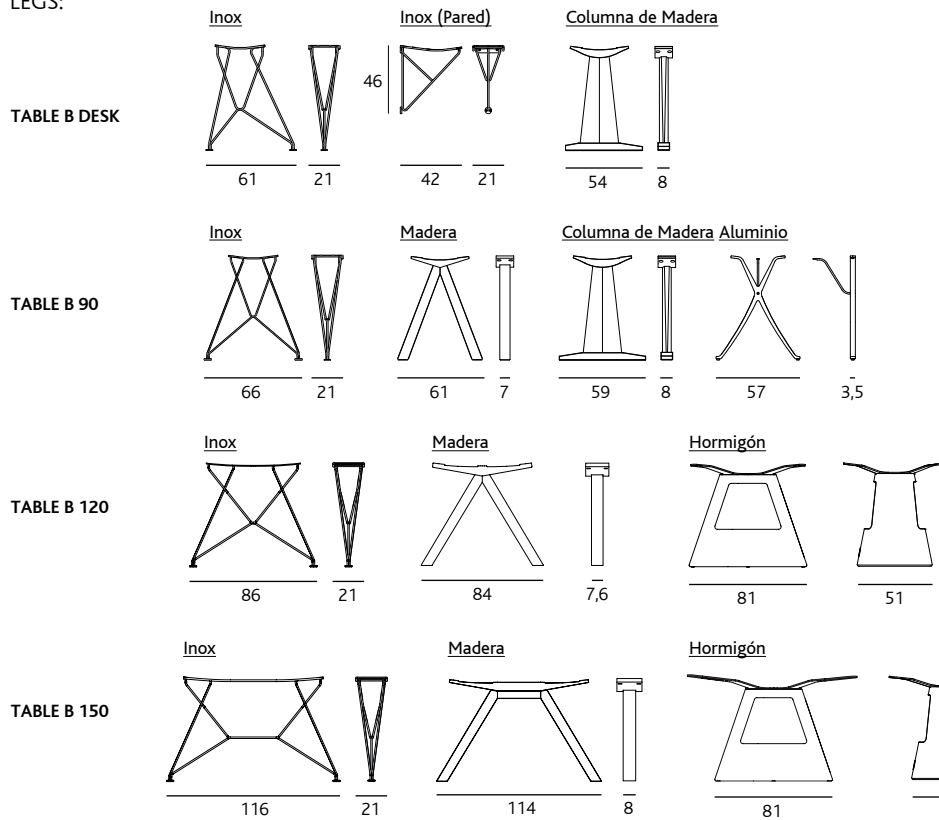 LEGS:
Inox Inox (Pared) Columna de Madera
46
TABLE B DESK
61 21 42 21 54 8
Inox Madera Columna de Madera Aluminio
TABLE B 90
66 21 61 7 59 8 57 3,5
Inox Madera Hormigón
TABLE B 120
86 21 84 7,6 81 51
Inox Madera Hormigón
TABLE B 150
116 21 114 8 81